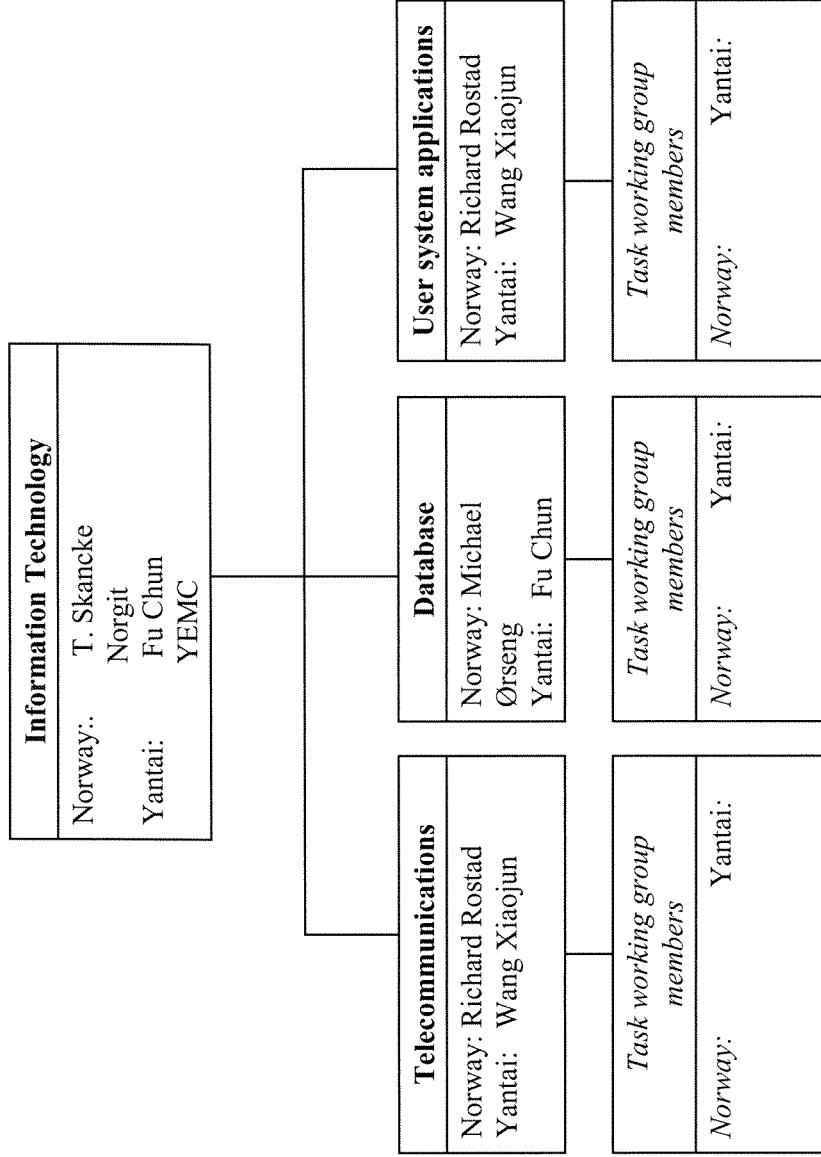 Information Technology
Norway:. T. Skancke
Norgit
Yantai: Fu Chun
YEMC
Telecommunications
Norway: Richard Rostad
Yantai: Wang Xiaojun
Database
Norway: Michael
Ørseng
Yantai: Fu Chun
User system applications
Norway: Richard Rostad
Yantai: Wang Xiaojun
Task working group
members
Norway: Yantai:
Task working group
members
Norway: Yantai:
Task working group
members
Norway: Yantai: